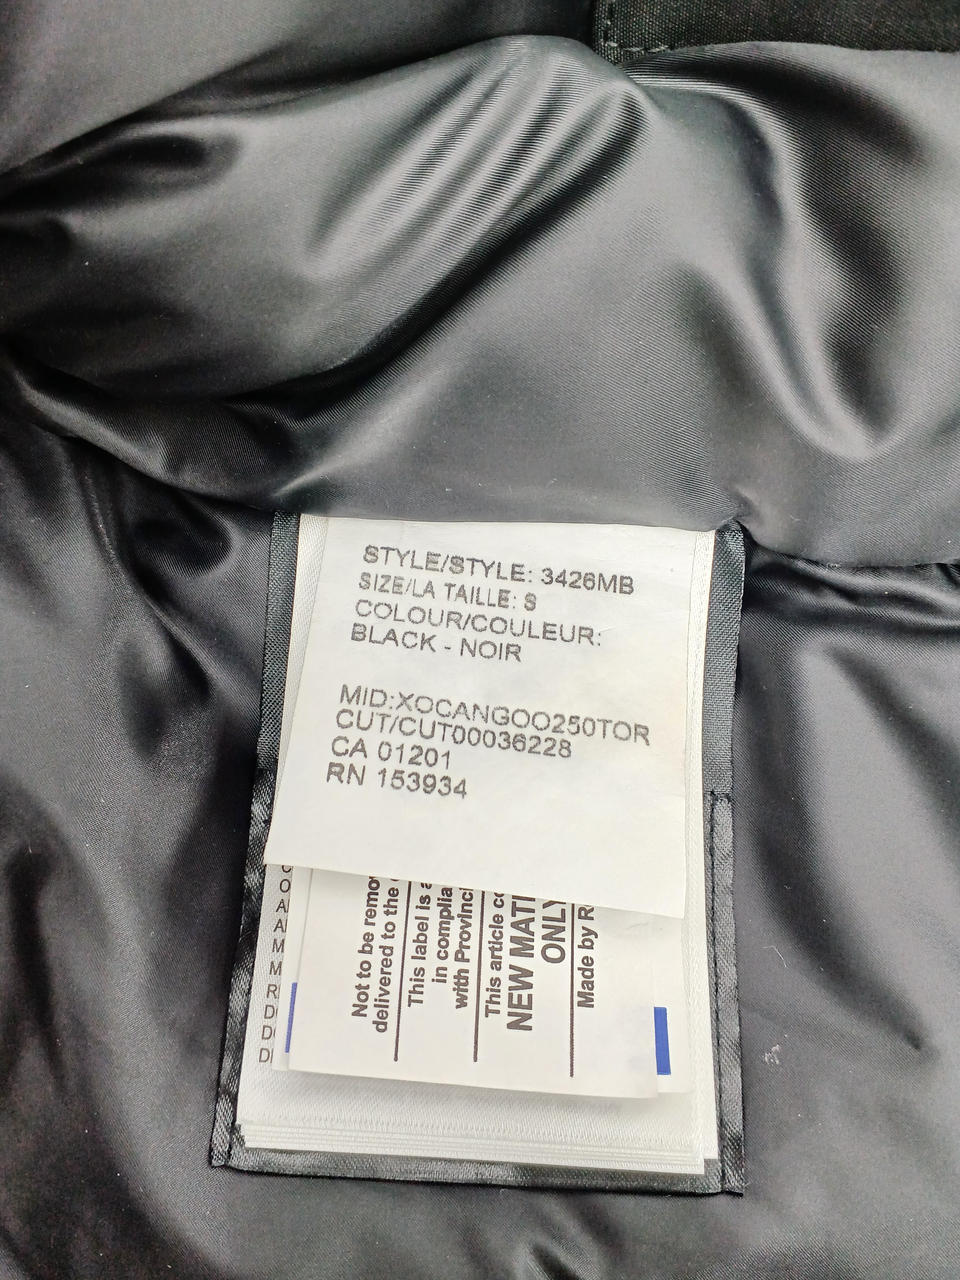 STYLE/STYLE: 3426MB
SIZE/LA TAILLE: S
COLOUR/COULEUR:
BLACK - NOIR
MID:XOCANGOO250TOR
CUT/CUT00036228
CA 01201
RN 153934
Not to be remo
delivered to the
This label is a
in complia
with Provinc
This article co
NEW MAT
ONLY
Made by R
O
A
A
M
M
R
D
D
D
D